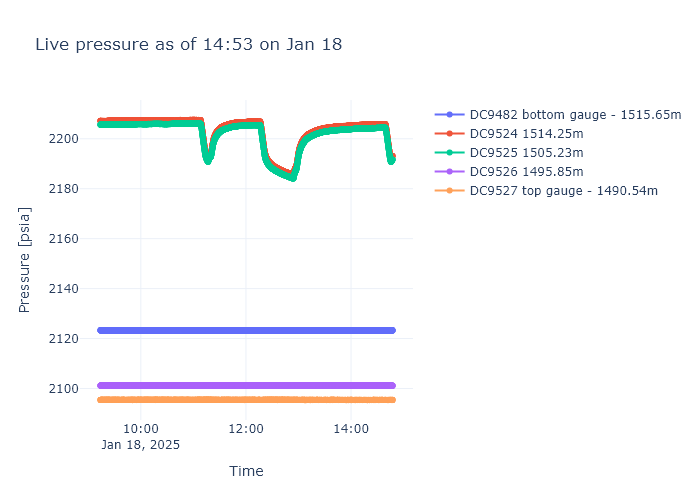 Live pressure as of 14:53 on Jan 18
DC9482 bottom gauge - 1515.65m
DC9524 1514.25m
DC9525 1505.23m
DC9526 1495.85m
DC9527 top gauge - 1490.54m
Pressure [psia]
2200
2180
2160
2140
2120
2100
10:00
12:00
14:00
Jan 18, 2025
Time